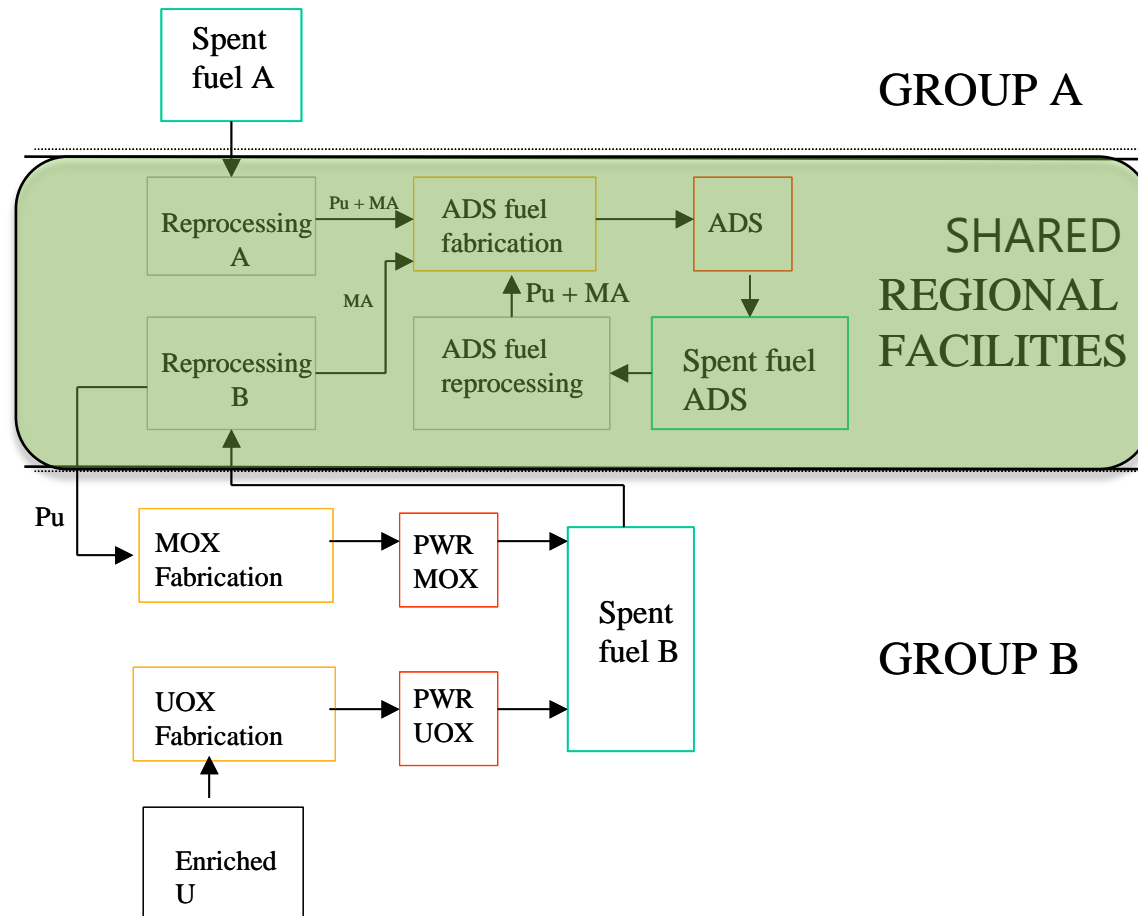 Spent
fuel A
GROUP A
Reprocessing
A
Pu + MA
ADS fuel
fabrication
ADS
SHARED
REGIONAL
FACILITIES
MA
Pu + MA
Reprocessing
B
ADS fuel
reprocessing
Spent fuel
ADS
Pu
MOX
Fabrication
PWR
MOX
Spent
fuel B
GROUP B
UOX
Fabrication
PWR
UOX
Enriched
U